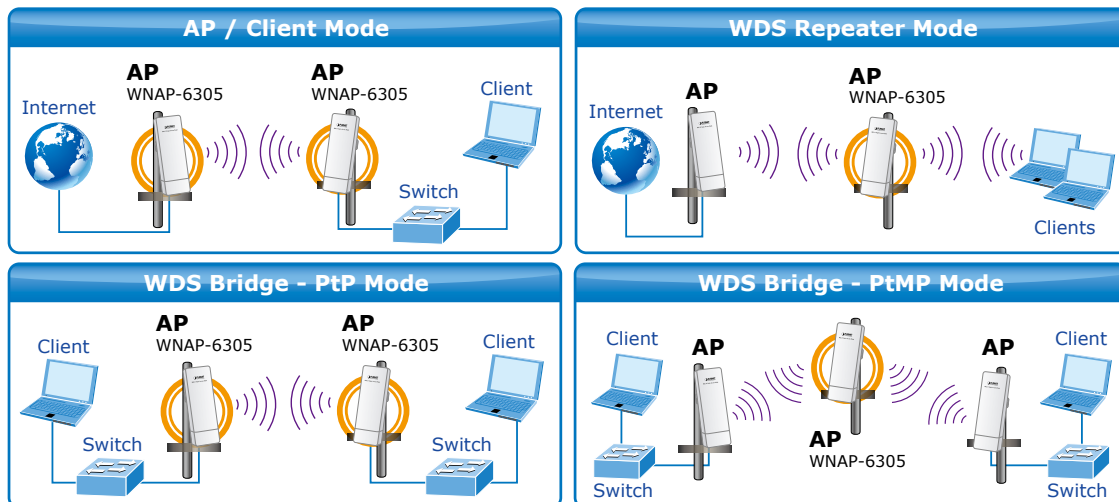 AP / Client Mode
AP
WNAP-6305
AP
WNAP-6305
Client
Internet
Switch
WDS Repeater Mode
AP
AP
WNAP-6305
Internet
Clients
WDS Bridge - PtP Mode
AP
WNAP-6305
AP
WNAP-6305
Client
Client
Switch
Switch
WDS Bridge - PtMP Mode
Client
AP
AP
Client
AP
WNAP-6305
Switch
Switch